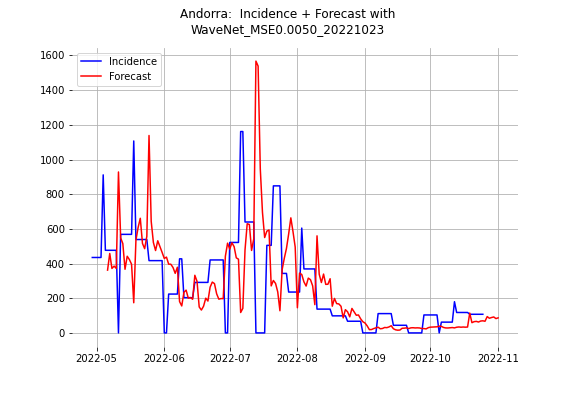 Andorra:  Incidence + Forecast with
WaveNet_MSE0.0050_20221023
Incidence
Forecast
1600
1400
1200
1000
800
600
400
200
0
2022-05 2022-06 2022-07 2022-08 2022-09 2022-10 2022-11